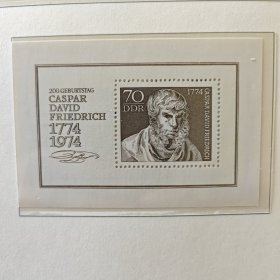 200. GEBURTSTAG
CASPAR
DAVID
FRIEDRICH
1774
1974
70
DDR
1774
CASPAR DAVID FRIEDRICH